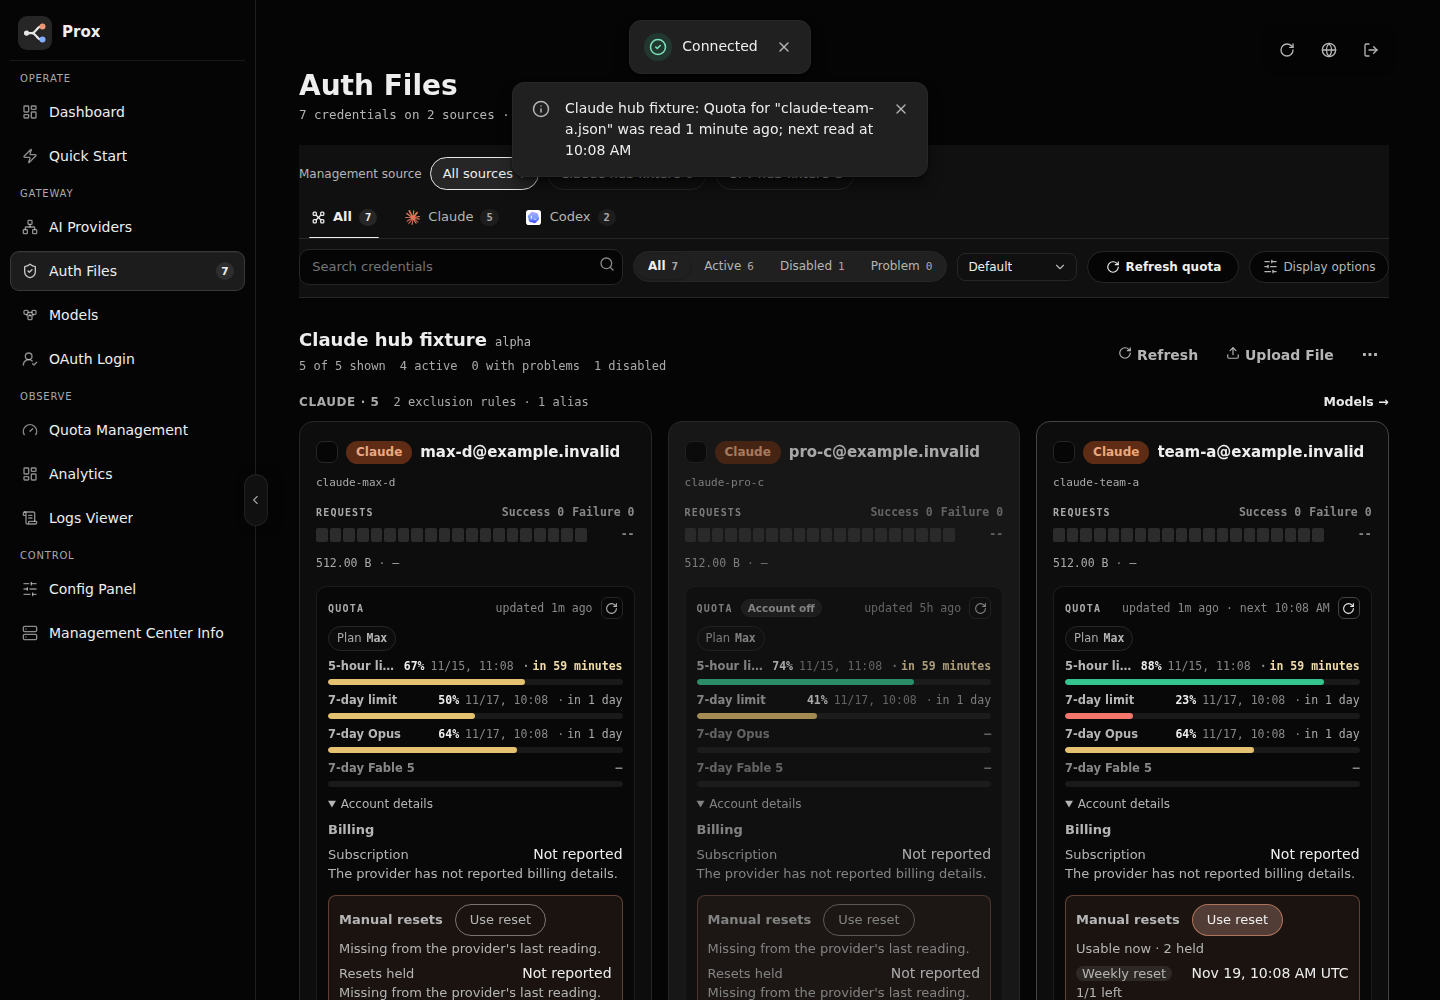 Prox
OPERATE
Dashboard
Quick Start
GATEWAY
AI Providers
Auth Files 7
Models
OAuth Login
OBSERVE
Quota Management
Analytics
Logs Viewer
CONTROL
Config Panel
Management Center Info
Connected
Claude hub fixture: Quota for "claude-team-
a.json" was read 1 minute ago; next read at
10:08 AM
Auth Files
7 credentials on 2 sources ·
Management source All sources
All 7 Claude 5 Codex 2
Search credentials All 7 Active 6 Disabled 1 Problem 0 Default Refresh quota Display options
Claude hub fixture alpha
5 of 5 shown 4 active 0 with problems 1 disabled
Refresh Upload File ···
CLAUDE · 5 2 exclusion rules · 1 alias Models →
Claude max-d@example.invalid
claude-max-d
REQUESTS Success 0 Failure 0
--
512.00 B · —
QUOTA updated 1m ago
Plan Max
5-hour li… 67% 11/15, 11:08 · in 59 minutes
7-day limit 50% 11/17, 10:08 · in 1 day
7-day Opus 64% 11/17, 10:08 · in 1 day
7-day Fable 5 —
▼ Account details
Billing
Subscription Not reported
The provider has not reported billing details.
Manual resets Use reset
Missing from the provider's last reading.
Resets held Not reported
Missing from the provider's last reading.
Claude pro-c@example.invalid
claude-pro-c
REQUESTS Success 0 Failure 0
--
512.00 B · —
QUOTA Account off updated 5h ago
Plan Max
5-hour li… 74% 11/15, 11:08 · in 59 minutes
7-day limit 41% 11/17, 10:08 · in 1 day
7-day Opus —
7-day Fable 5 —
▼ Account details
Billing
Subscription Not reported
The provider has not reported billing details.
Manual resets Use reset
Missing from the provider's last reading.
Resets held Not reported
Missing from the provider's last reading.
Claude team-a@example.invalid
claude-team-a
REQUESTS Success 0 Failure 0
--
512.00 B · —
QUOTA updated 1m ago · next 10:08 AM
Plan Max
5-hour li… 88% 11/15, 11:08 · in 59 minutes
7-day limit 23% 11/17, 10:08 · in 1 day
7-day Opus 64% 11/17, 10:08 · in 1 day
7-day Fable 5 —
▼ Account details
Billing
Subscription Not reported
The provider has not reported billing details.
Manual resets Use reset
Usable now · 2 held
Weekly reset Nov 19, 10:08 AM UTC
1/1 left